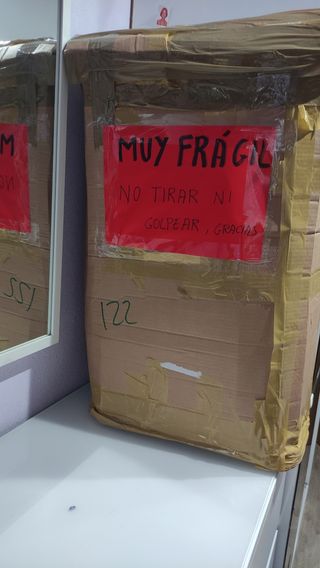 MUY FRÁGIL
NO TIRAR NI
GOLPEAR, GRACIAS
122